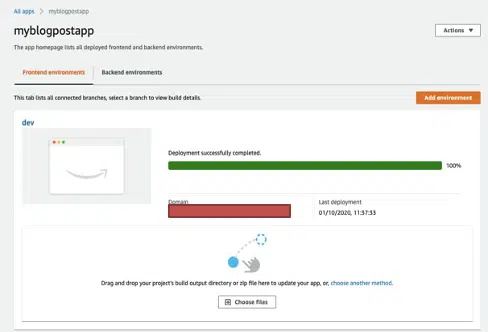 All apps > myblogpostapp
myblogpostapp
Actions ▼
The app homepage lists all deployed frontend and backend environments.
Frontend environments Backend environments
This tab lists all connected branches, select a branch to view build details.
Add environment
dev
Deployment successfully completed.
100%
Domain
Last deployment
01/10/2020, 11:37:33
Drag and drop your project's build output directory or zip file here to update your app, or, choose another method.
Choose files